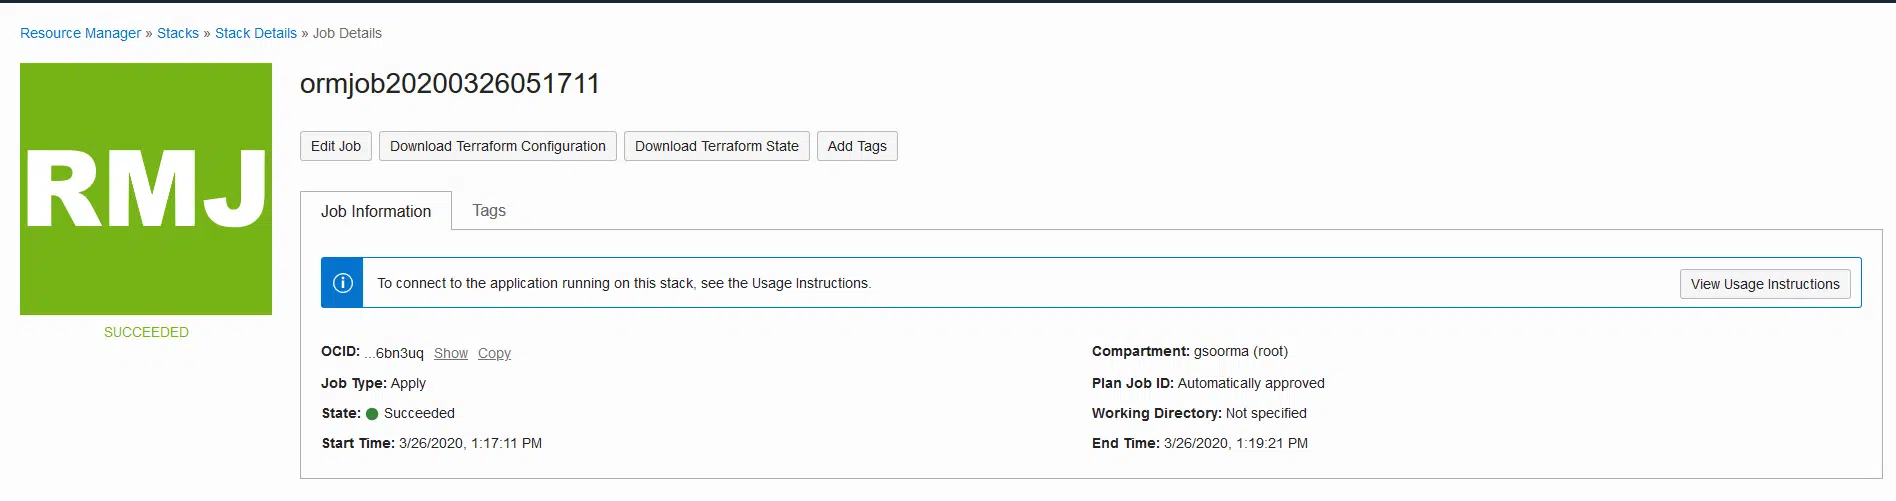 Resource Manager » Stacks » Stack Details » Job Details
RMJ
SUCCEEDED
ormjob20200326051711
Edit Job Download Terraform Configuration Download Terraform State Add Tags
Job Information Tags
To connect to the application running on this stack, see the Usage Instructions. View Usage Instructions
OCID: ...6bn3uq Show Copy Compartment: gsoorma (root)
Job Type: Apply Plan Job ID: Automatically approved
State: Succeeded Working Directory: Not specified
Start Time: 3/26/2020, 1:17:11 PM End Time: 3/26/2020, 1:19:21 PM